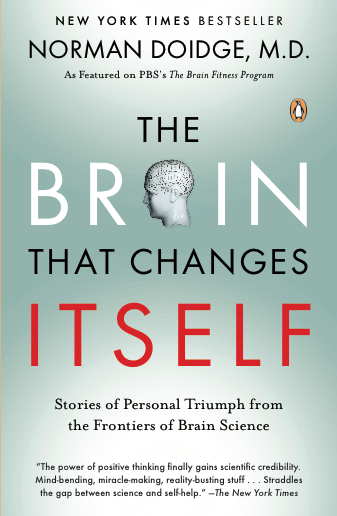 NEW YORK TIMES BESTSELLER
NORMAN DOIDGE, M.D.
As Featured on PBS's The Brain Fitness Program
THE
BR IN
THAT CHANGES
ITSELF
Stories of Personal Triumph from
the Frontiers of Brain Science
"The power of positive thinking finally gains scientific credibility.
Mind-bending, miracle-making, reality-busting stuff . . . Straddles
the gap between science and self-help." —The New York Times